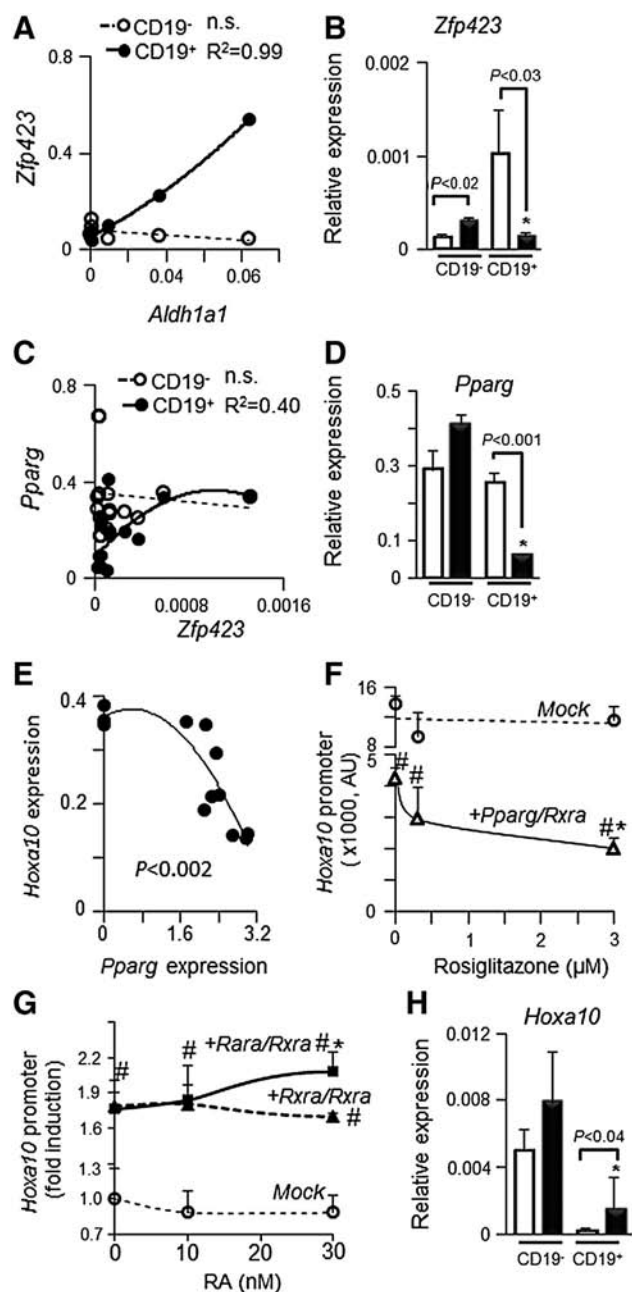 A
CD19- n.s.
CD19+ R2=0.99
Zfp423
0.8
0.4
0
0
0.04
0.06
Aldh1a1
B
Zfp423
Relative expression
0.002
0.001
0
P<0.02
P<0.03
*
CD19-
CD19+
C
CD19- n.s.
CD19+ R2=0.40
Pparg
0.8
0.4
0
0
0.0008
0.0016
Zfp423
D
Pparg
Relative expression
0.5
0.3
0.1
0
P<0.001
*
CD19-
CD19+
E
Hoxa10 expression
0.4
0.2
0
P<0.002
0
1.6
3.2
Pparg expression
F
Hoxa10 promoter
(x1000, AU)
16
12
8
5
0
Mock
# #
+Pparg/Rxra
#*
0 1 2 3
Rosiglitazone (µM)
G
Hoxa10 promoter
(fold induction)
2.2
1.9
1.6
1.3
1.0
0.7
#
#
+Rara/Rxra #*
+Rxra/Rxra
#
Mock
0 10 20 30
RA (nM)
H
Hoxa10
Relative expression
0.012
0.008
0.004
0
P<0.04
*
CD19-
CD19+